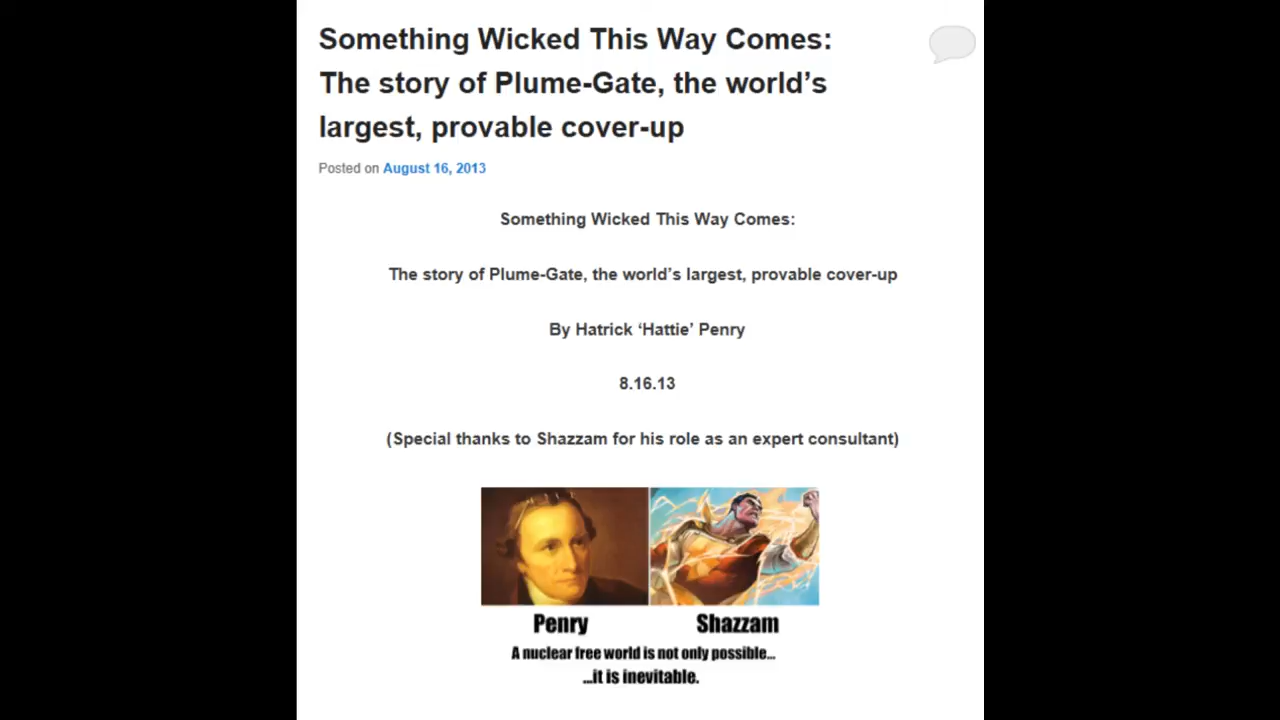 Something Wicked This Way Comes:
The story of Plume-Gate, the world’s
largest, provable cover-up
Posted on August 16, 2013
Something Wicked This Way Comes:
The story of Plume-Gate, the world’s largest, provable cover-up
By Hatrick ‘Hattie’ Penry
8.16.13
(Special thanks to Shazzam for his role as an expert consultant)
Penry Shazzam
A nuclear free world is not only possible...
...it is inevitable.